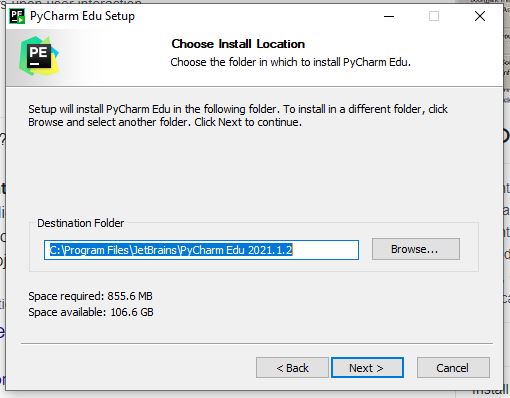 PyCharm Edu Setup
PE
Choose Install Location
Choose the folder in which to install PyCharm Edu.
Setup will install PyCharm Edu in the following folder. To install in a different folder, click
Browse and select another folder. Click Next to continue.
Destination Folder
C:\Program Files\JetBrains\PyCharm Edu 2021.1.2
Browse...
Space required: 855.6 MB
Space available: 106.6 GB
< Back
Next >
Cancel